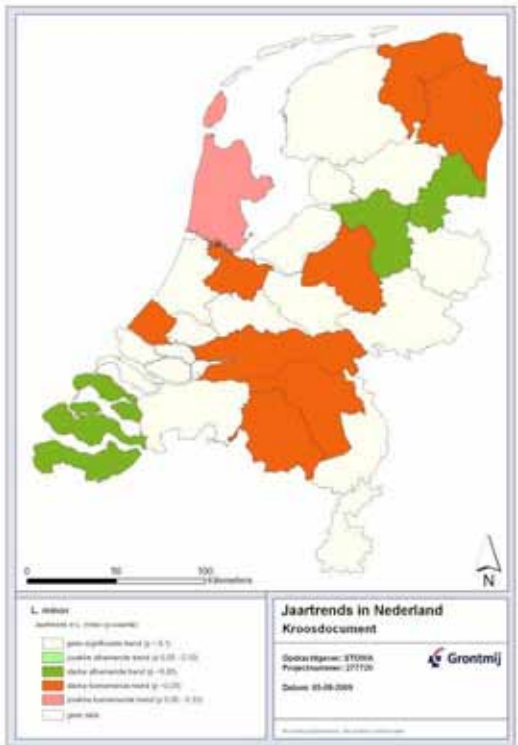 0 50 100
Kilometers
N
L. minor
geen significante trend (p > 0.1)
zwakke afnemende trend (p 0.05 - 0.10)
sterke afnemende trend (p <0.05)
sterke toenemende trend (p <0.05)
zwakke toenemende trend (p 0.05 - 0.10)
geen data
Jaartrends in Nederland
Kroosdocument
Opdrachtgever: STOWA
Projectnummer: 277720
Datum: 03-09-2009
Grontmij